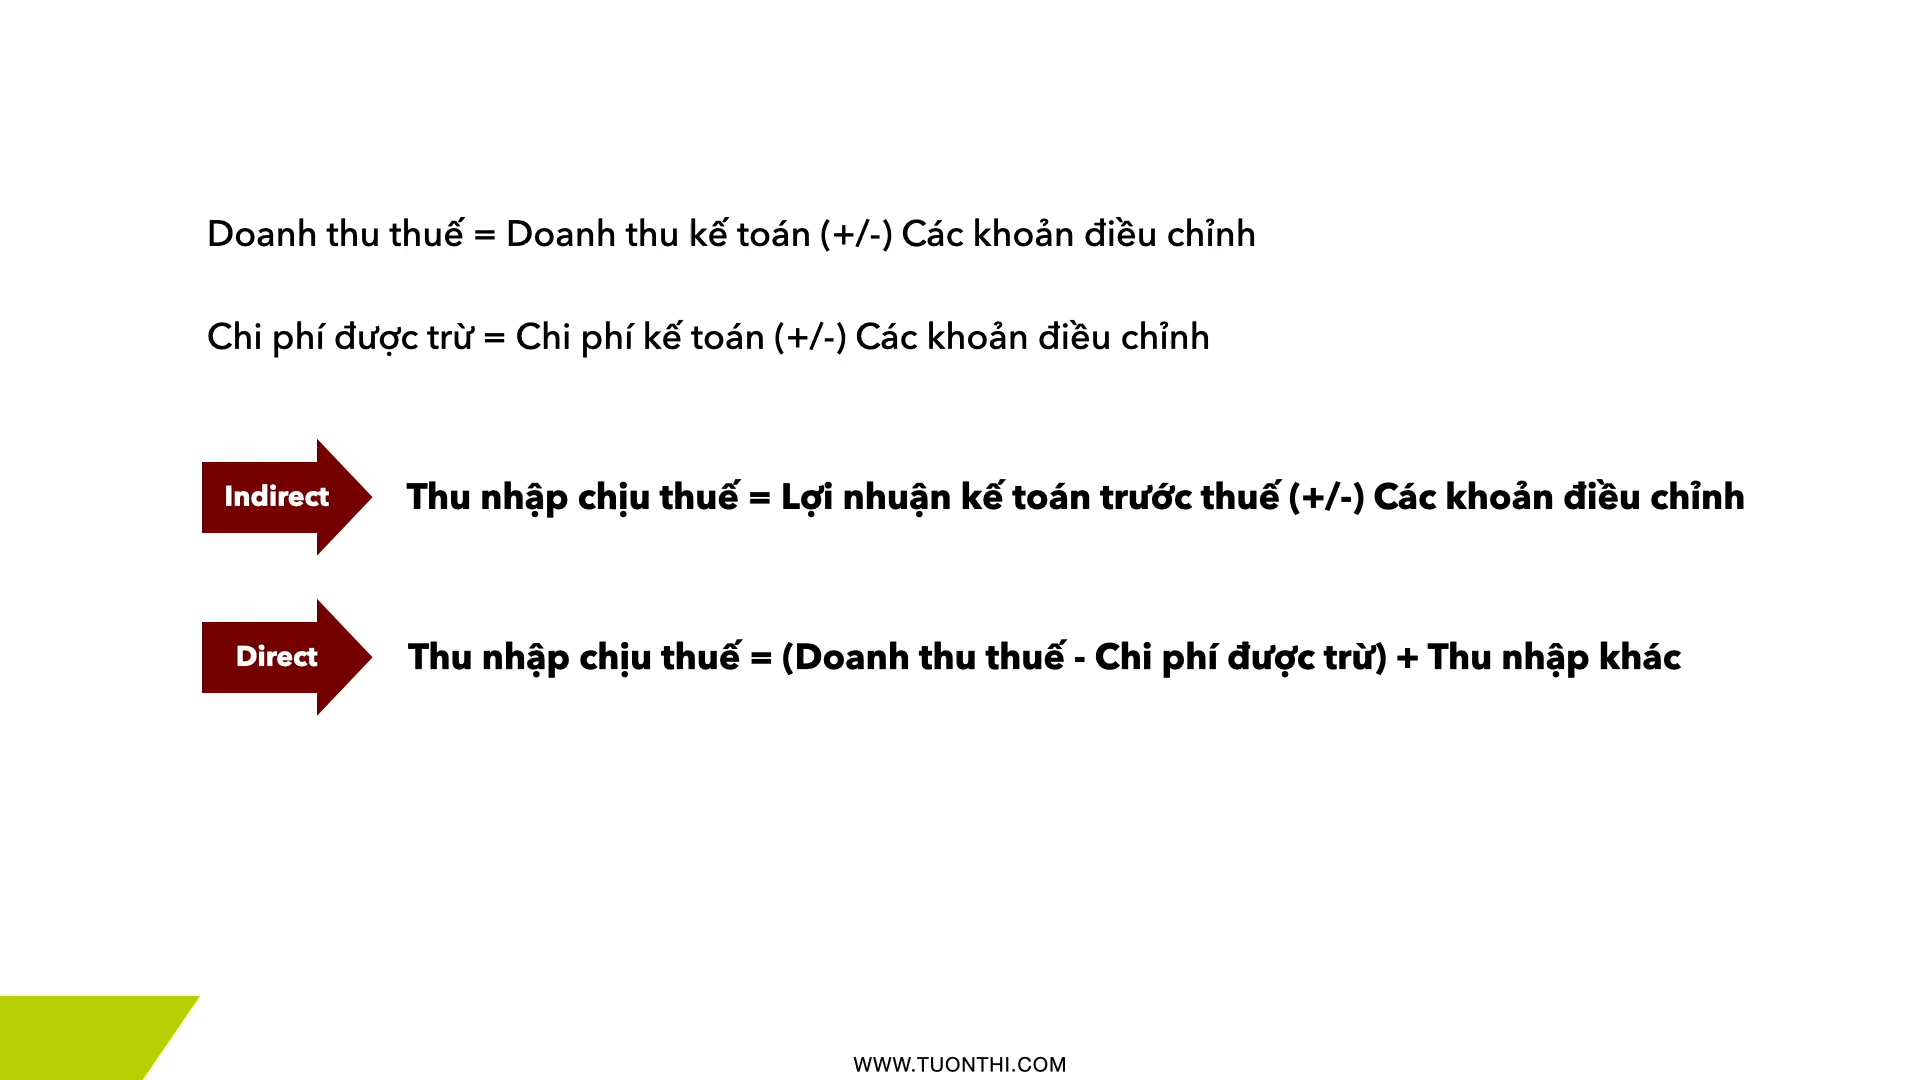 Doanh thu thuế = Doanh thu kế toán (+/-) Các khoản điều chỉnh
Chi phí được trừ = Chi phí kế toán (+/-) Các khoản điều chỉnh
Indirect
Thu nhập chịu thuế = Lợi nhuận kế toán trước thuế (+/-) Các khoản điều chỉnh
Direct
Thu nhập chịu thuế = (Doanh thu thuế - Chi phí được trừ) + Thu nhập khác
WWW.TUONTHI.COM